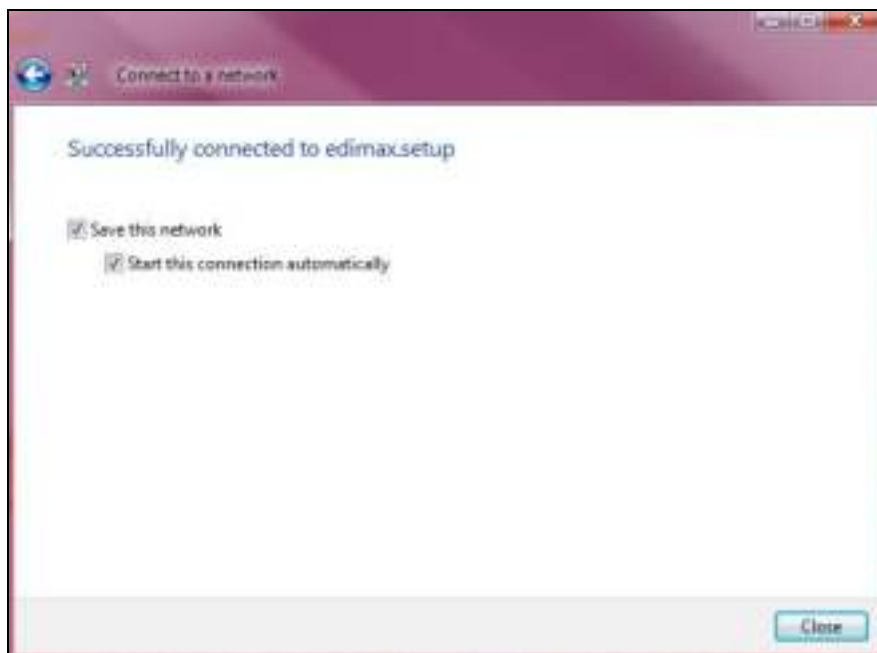 Connect to a network
Successfully connected to edimax.setup
Save this network
Start this connection automatically
Close